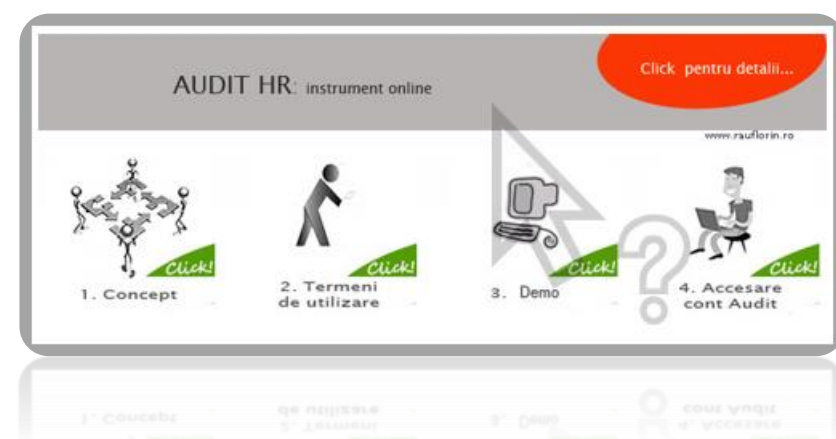 AUDIT HR: instrument online
Click pentru detalii...
www.rauflorin.ro
Click!
1. Concept
Click!
2. Termeni
de utilizare
Click!
3. Demo
Click!
4. Accesare
cont Audit